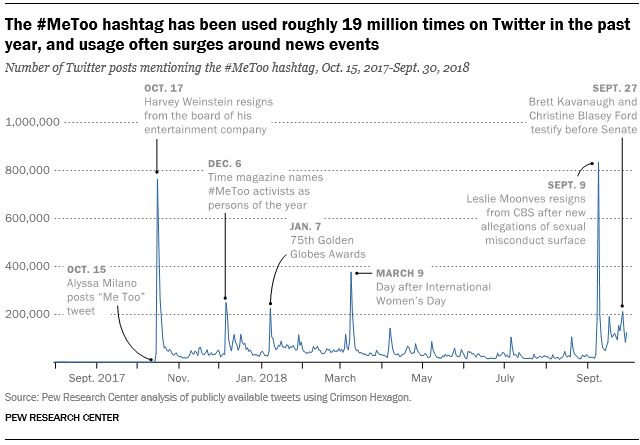 The #MeToo hashtag has been used roughly 19 million times on Twitter in the past
year, and usage often surges around news events
Number of Twitter posts mentioning the #MeToo hashtag, Oct. 15, 2017-Sept. 30, 2018
OCT. 17
Harvey Weinstein resigns
from the board of his
entertainment company
SEPT. 27
Brett Kavanaugh and
Christine Blasey Ford
testify before Senate
1,000,000
800,000
600,000
400,000
200,000
DEC. 6
Time magazine names
#MeToo activists as
persons of the year
SEPT. 9
Leslie Moonves resigns
from CBS after new
allegations of sexual
misconduct surface
JAN. 7
75th Golden
Globes Awards
OCT. 15
Alyssa Milano
posts “Me Too”
tweet
MARCH 9
Day after International
Women's Day
Sept. 2017
Nov.
Jan. 2018
March
May
July
Sept.
Source: Pew Research Center analysis of publicly available tweets using Crimson Hexagon.
PEW RESEARCH CENTER